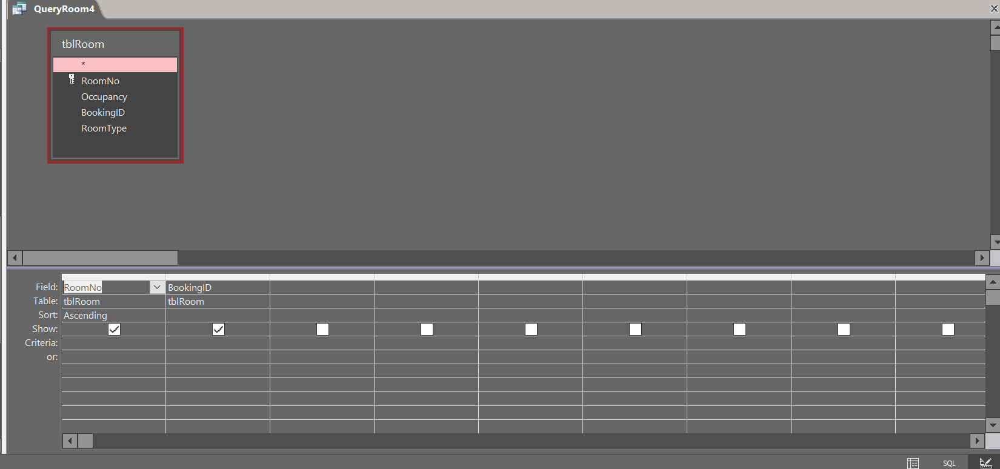 QueryRoom4
tblRoom
*
RoomNo
Occupancy
BookingID
RoomType
Field: RoomNo BookingID
Table: tblRoom tblRoom
Sort: Ascending
Show:
Criteria:
or:
SQL